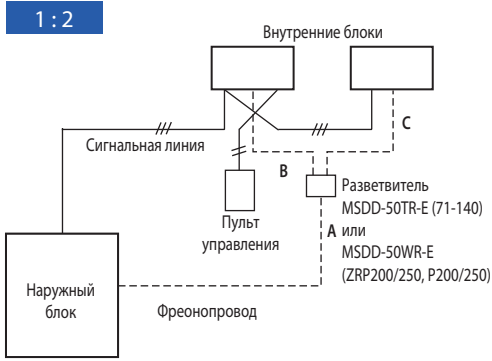 1 : 2
Внутренние блоки
C
Сигнальная линия
B
Разветвитель
MSDD-50TR-E (71-140)
A или
MSDD-50WR-E
(ZRP200/250, P200/250)
Пульт
управления
Наружный
блок
Фреонопровод